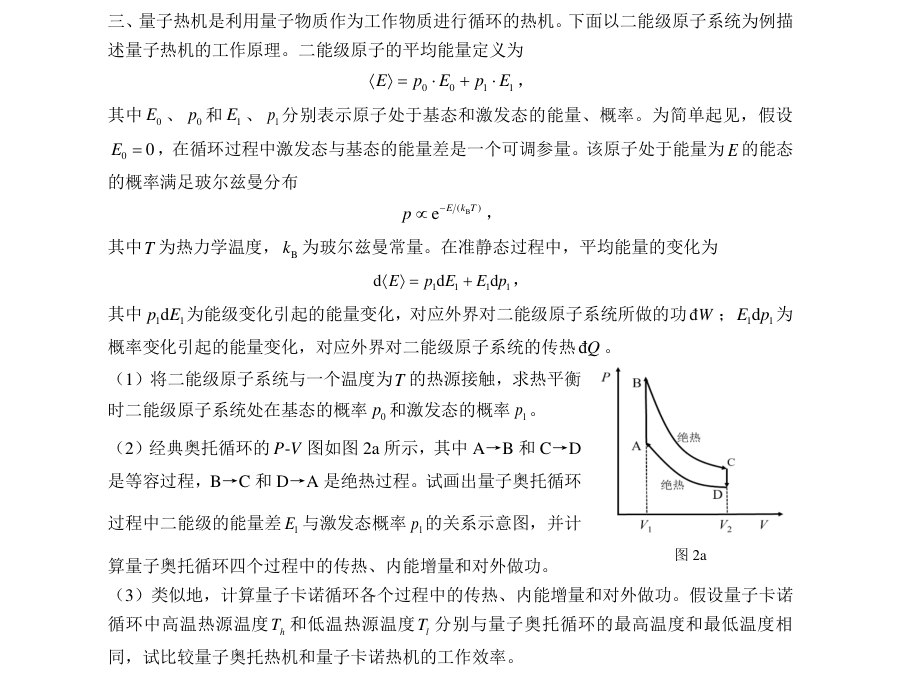 三、量子热机是利用量子物质作为工作物质进行循环的热机。下面以二能级原子系统为例描
述量子热机的工作原理。二能级原子的平均能量定义为
⟨E⟩ = p₀ · E₀ + p₁ · E₁，
其中 E₀ 、 p₀ 和 E₁ 、 p₁ 分别表示原子处于基态和激发态的能量、概率。为简单起见，假设
E₀ = 0，在循环过程中激发态与基态的能量差是一个可调参量。该原子处于能量为 E 的能态
的概率满足玻尔兹曼分布
p ∝ e^{-E/(k_B T)}，
其中 T 为热力学温度， k_B 为玻尔兹曼常量。在准静态过程中，平均能量的变化为
d⟨E⟩ = p₁dE₁ + E₁dp₁，
其中 p₁dE₁ 为能级变化引起的能量变化，对应外界对二能级原子系统所做的功 đW ；E₁dp₁ 为
概率变化引起的能量变化，对应外界对二能级原子系统的传热 đQ 。
（1）将二能级原子系统与一个温度为 T 的热源接触，求热平衡
时二能级原子系统处在基态的概率 p₀ 和激发态的概率 p₁ 。
（2）经典奥托循环的 P-V 图如图 2a 所示，其中 A→B 和 C→D
是等容过程，B→C 和 D→A 是绝热过程。试画出量子奥托循环
过程中二能级的能量差 E₁ 与激发态概率 p₁ 的关系示意图，并计
算量子奥托循环四个过程中的传热、内能增量和对外做功。
P
B
绝热
A
C
绝热
D
V₁
V₂
V
图 2a
（3）类似地，计算量子卡诺循环各个过程中的传热、内能增量和对外做功。假设量子卡诺
循环中高温热源温度 T_h 和低温热源温度 T_l 分别与量子奥托循环的最高温度和最低温度相
同，试比较量子奥托热机和量子卡诺热机的工作效率。